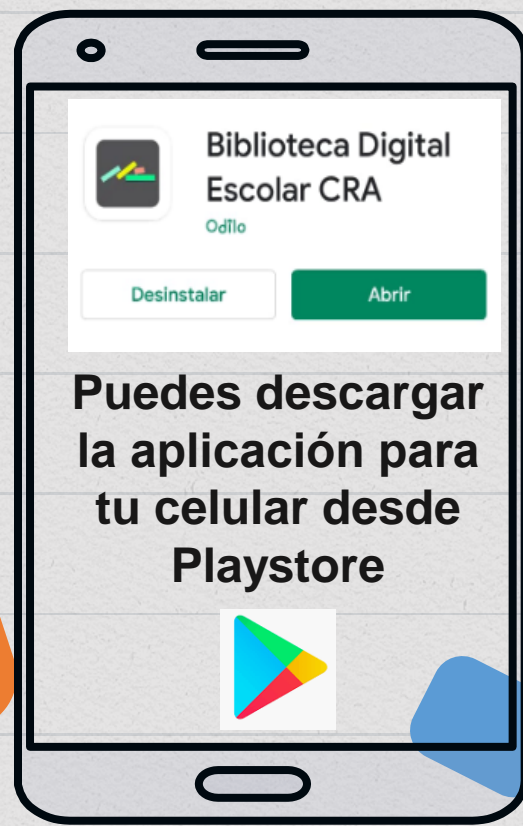 Biblioteca Digital
Escolar CRA
Odilo
Desinstalar
Abrir
Puedes descargar
la aplicación para
tu celular desde
Playstore